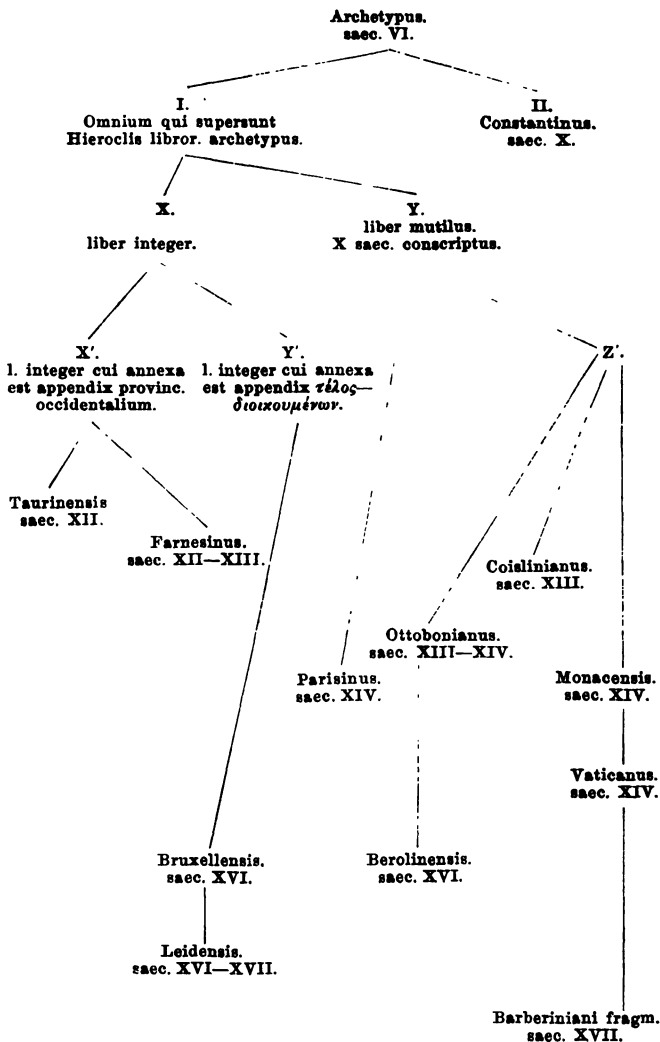 Archetypus.
saec. VI.
I.
Omnium qui supersunt
Hieroclis libror. archetypus.
II.
Constantinus.
saec. X.
X.
liber integer.
Y.
liber mutilus.
X saec. conscriptus.
X'.
l. integer cui annexa
est appendix provinc.
occidentalium.
Y'.
l. integer cui annexa
est appendix τέλος—
διοικουμένων.
Z'.
Taurinensis
saec. XII.
Farnesinus.
saec. XII—XIII.
Coislinianus.
saec. XIII.
Ottobonianus.
saec. XIII—XIV.
Parisinus.
saec. XIV.
Monacensis.
saec. XIV.
Vaticanus.
saec. XIV.
Bruxellensis.
saec. XVI.
Berolinensis.
saec. XVI.
Leidensis.
saec. XVI—XVII.
Barberiniani fragm.
saec. XVII.